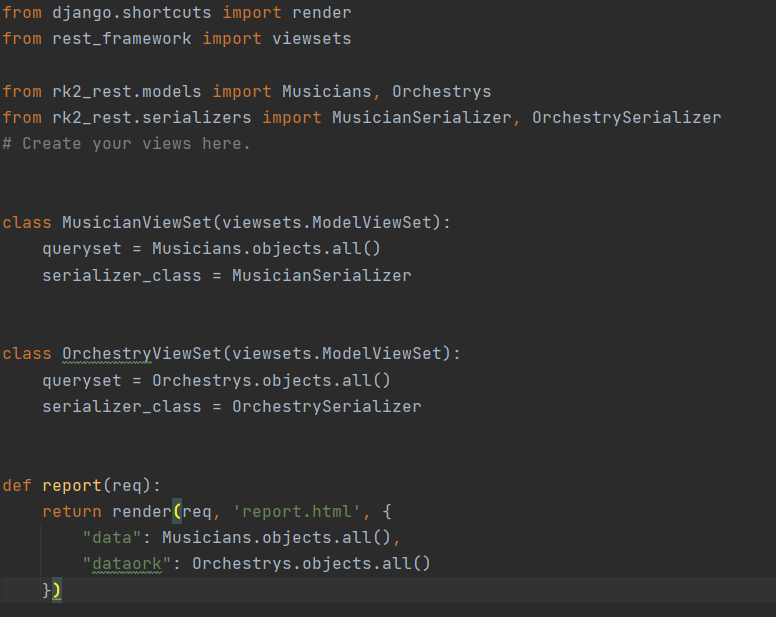 from django.shortcuts import render
from rest_framework import viewsets
from rk2_rest.models import Musicians, Orchestrys
from rk2_rest.serializers import MusicianSerializer, OrchestrySerializer
# Create your views here.
class MusicianViewSet(viewsets.ModelViewSet):
    queryset = Musicians.objects.all()
    serializer_class = MusicianSerializer
class OrchestryViewSet(viewsets.ModelViewSet):
    queryset = Orchestrys.objects.all()
    serializer_class = OrchestrySerializer
def report(req):
    return render(req, 'report.html', {
        "data": Musicians.objects.all(),
        "dataork": Orchestrys.objects.all()
    })